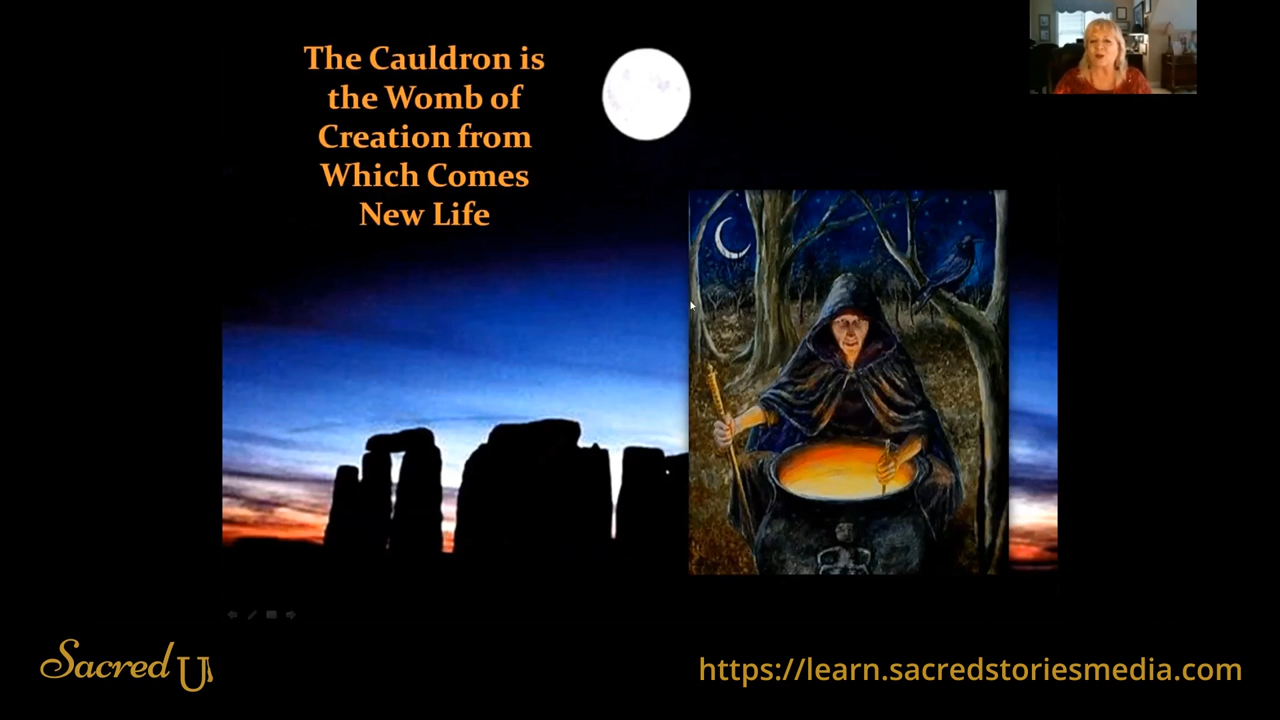 The Cauldron is
the Womb of
Creation from
Which Comes
New Life
Sacred U
https://learn.sacredstoriesmedia.com